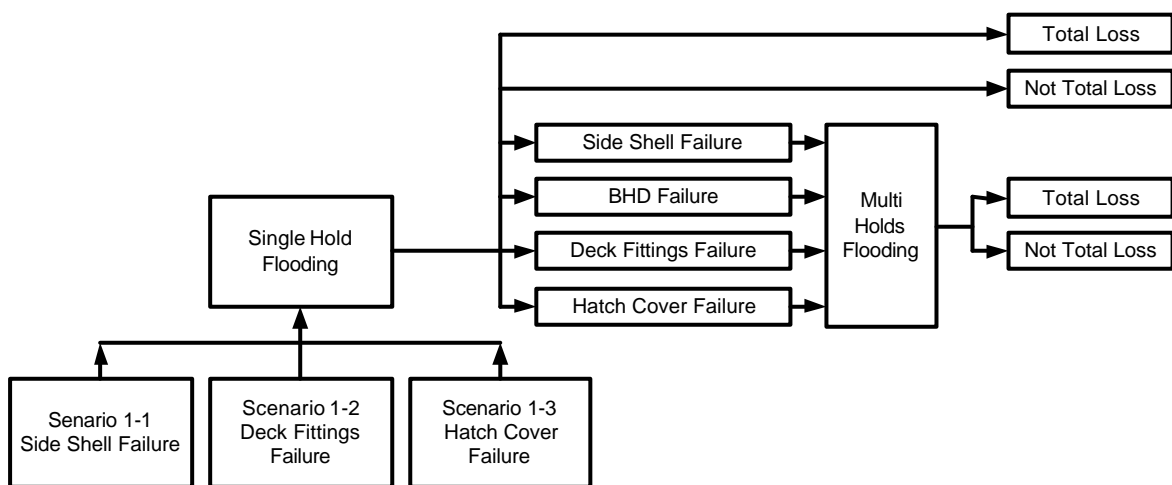 Total Loss
Not Total Loss
Side Shell Failure
BHD Failure
Deck Fittings Failure
Hatch Cover Failure
Multi
Holds
Flooding
Total Loss
Not Total Loss
Single Hold
Flooding
Senario 1-1
Side Shell Failure
Scenario 1-2
Deck Fittings
Failure
Scenario 1-3
Hatch Cover
Failure